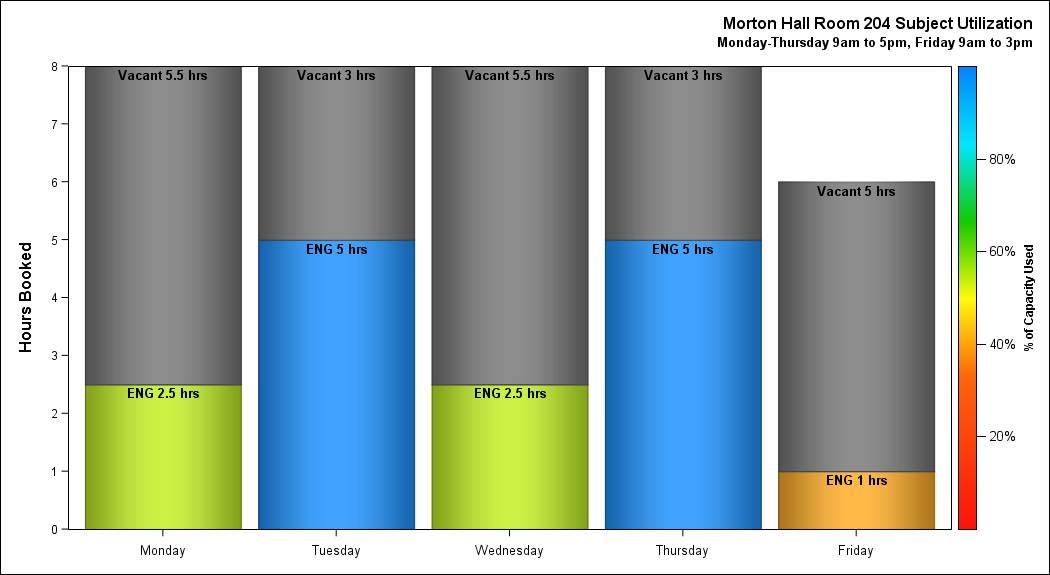 Morton Hall Room 204 Subject Utilization
Monday-Thursday 9am to 5pm, Friday 9am to 3pm
Hours Booked
8
7
6
5
4
3
2
1
0
Vacant 5.5 hrs
ENG 2.5 hrs
Vacant 3 hrs
ENG 5 hrs
Vacant 5.5 hrs
ENG 2.5 hrs
Vacant 3 hrs
ENG 5 hrs
Vacant 5 hrs
ENG 1 hrs
Monday
Tuesday
Wednesday
Thursday
Friday
80%
60%
40%
20%
% of Capacity Used